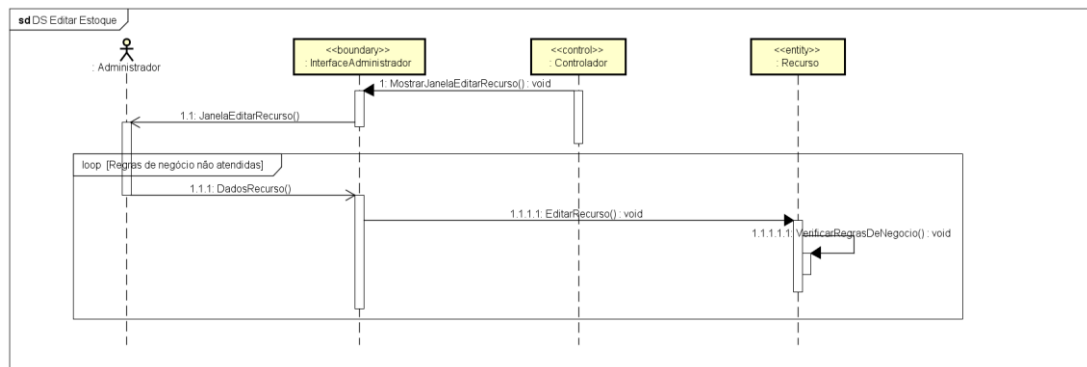 sd DS Editar Estoque
<<boundary>>
: InterfaceAdministrador
<<control>>
: Controlador
<<entity>>
: Recurso
: Administrador
1: MostrarJanelaEditarRecurso() : void
1.1: JanelaEditarRecurso()
loop [Regras de negócio não atendidas]
1.1.1: DadosRecurso()
1.1.1.1: EditarRecurso() : void
1.1.1.1.1: VerificarRegrasDeNegocio() : void